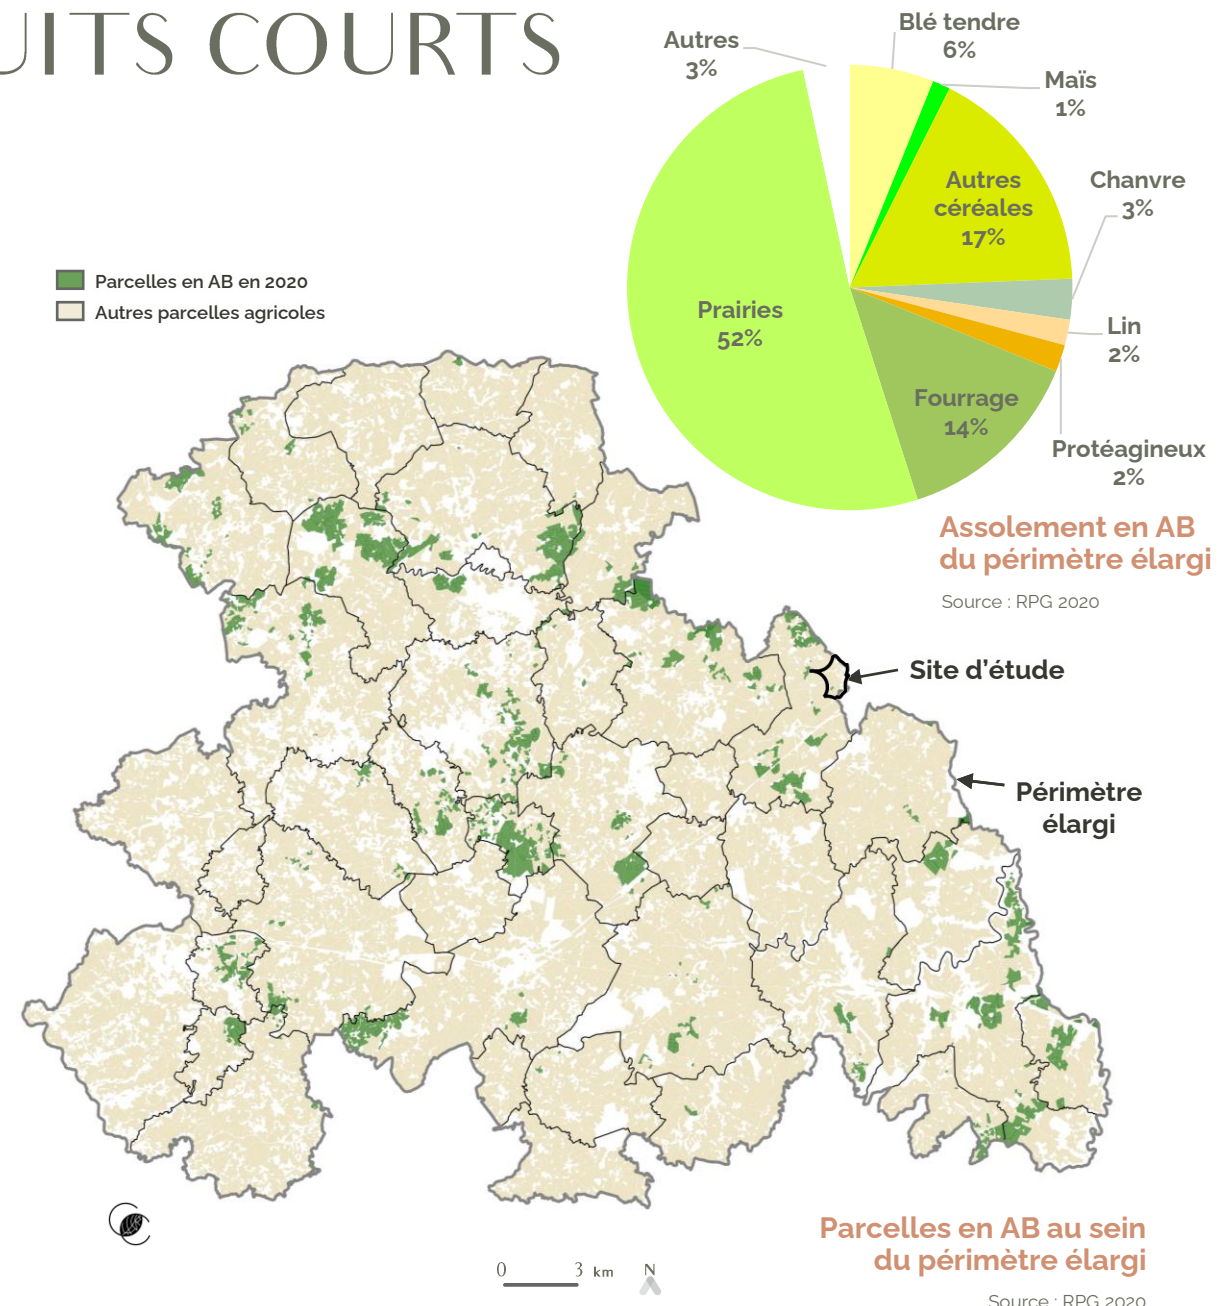 UITS COURTS
Autres
3%
Blé tendre
6%
Maïs
1%
Autres
céréales
17%
Chanvre
3%
Lin
2%
Protéagineux
2%
Fourrage
14%
Prairies
52%
Parcelles en AB en 2020
Autres parcelles agricoles
Assolement en AB
du périmètre élargi
Source : RPG 2020
Site d'étude
Périmètre
élargi
0 3 km N
Parcelles en AB au sein
du périmètre élargi
Source : RPG 2020